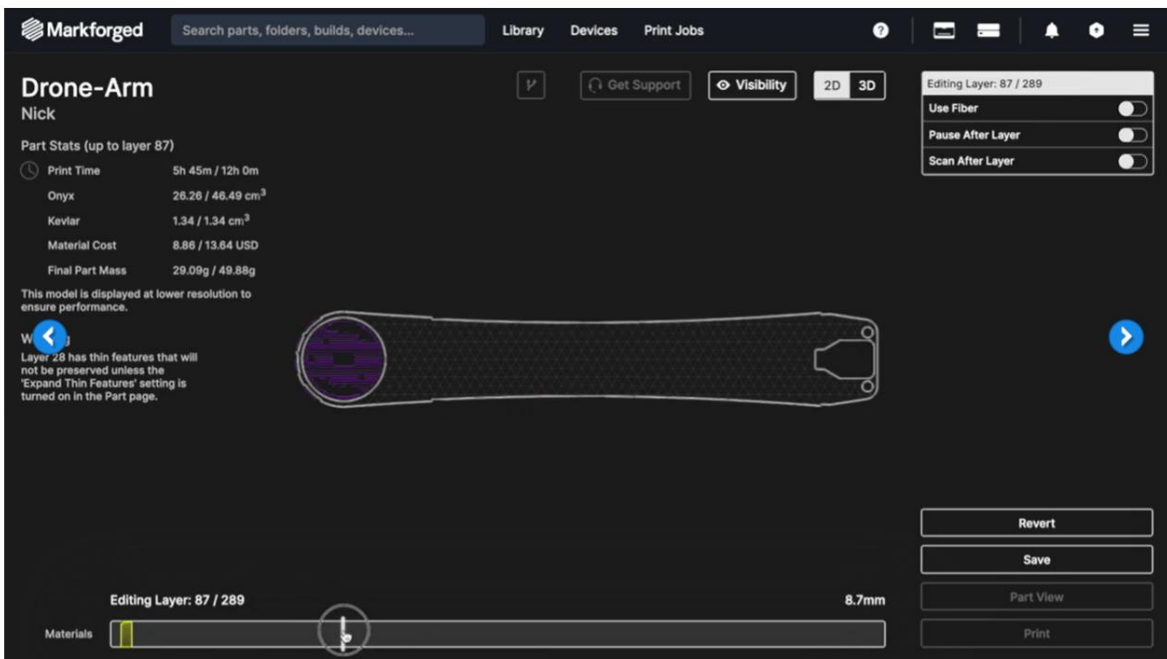 Markforged
Search parts, folders, builds, devices...
Library
Devices
Print Jobs
?
Drone-Arm
Nick
Get Support
Visibility
2D
3D
Part Stats (up to layer 87)
Print Time 5h 45m / 12h 0m
Onyx 26.26 / 46.49 cm³
Kevlar 1.34 / 1.34 cm³
Material Cost 8.86 / 13.64 USD
Final Part Mass 29.09g / 49.88g
This model is displayed at lower resolution to
ensure performance.
Layer 28 has thin features that will
not be preserved unless the
'Expand Thin Features' setting is
turned on in the Part page.
Editing Layer: 87 / 289
Use Fiber
Pause After Layer
Scan After Layer
Revert
Save
Part View
Print
Editing Layer: 87 / 289
8.7mm
Materials